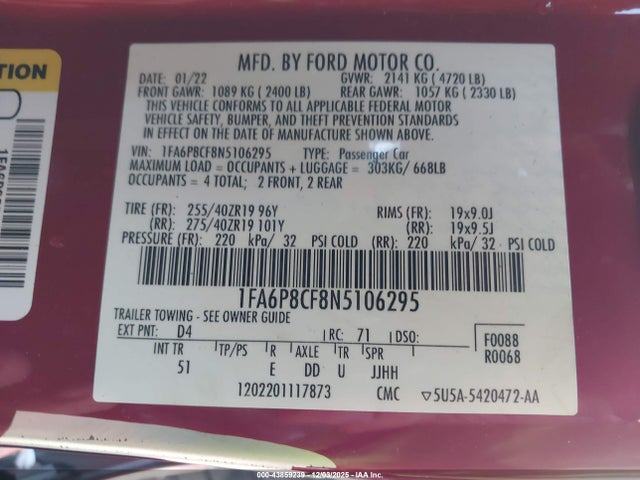 TION
MFD. BY FORD MOTOR CO.
DATE: 01/22 GVWR: 2141 KG ( 4720 LB)
FRONT GAWR: 1089 KG ( 2400 LB) REAR GAWR: 1057 KG ( 2330 LB)
THIS VEHICLE CONFORMS TO ALL APPLICABLE FEDERAL MOTOR
VEHICLE SAFETY, BUMPER, AND THEFT PREVENTION STANDARDS
IN EFFECT ON THE DATE OF MANUFACTURE SHOWN ABOVE.
VIN: 1FA6P8CF8N5106295 TYPE: Passenger Car
MAXIMUM LOAD = OCCUPANTS + LUGGAGE = 303KG/ 668LB
OCCUPANTS = 4 TOTAL; 2 FRONT, 2 REAR
TIRE (FR): 255/40ZR19 96Y RIMS (FR): 19x9.0J
(RR): 275/40ZR19 101Y (RR): 19x9.5J
PRESSURE (FR): 220 kPa/ 32 PSI COLD (RR): 220 kPa/ 32 PSI COLD
1FA6P8CF8N5106295
TRAILER TOWING - SEE OWNER GUIDE
EXT PNT: D4 RC: 71 DSO: F0088
R0068
INT TR TP/PS R AXLE TR SPR
51 E DD U JJHH
1202201117873 CMC ▽5U5A-5420472-AA
000-43859239 - 12/03/2025 - IAA Inc.